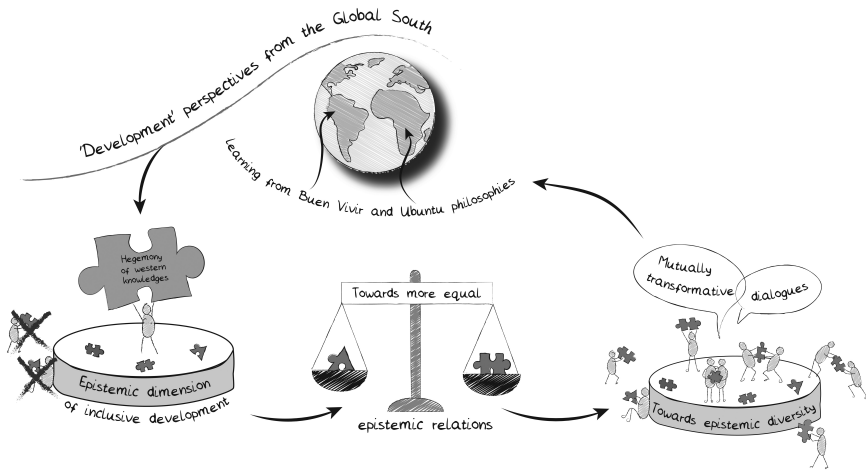 'Development' perspectives from the Global South
Learning from Buen Vivir and Ubuntu philosophies
Hegemony
of western
knowledges
Epistemic dimension
of inclusive development
Towards more equal
epistemic relations
Mutually
transformative
dialogues
Towards epistemic diversity